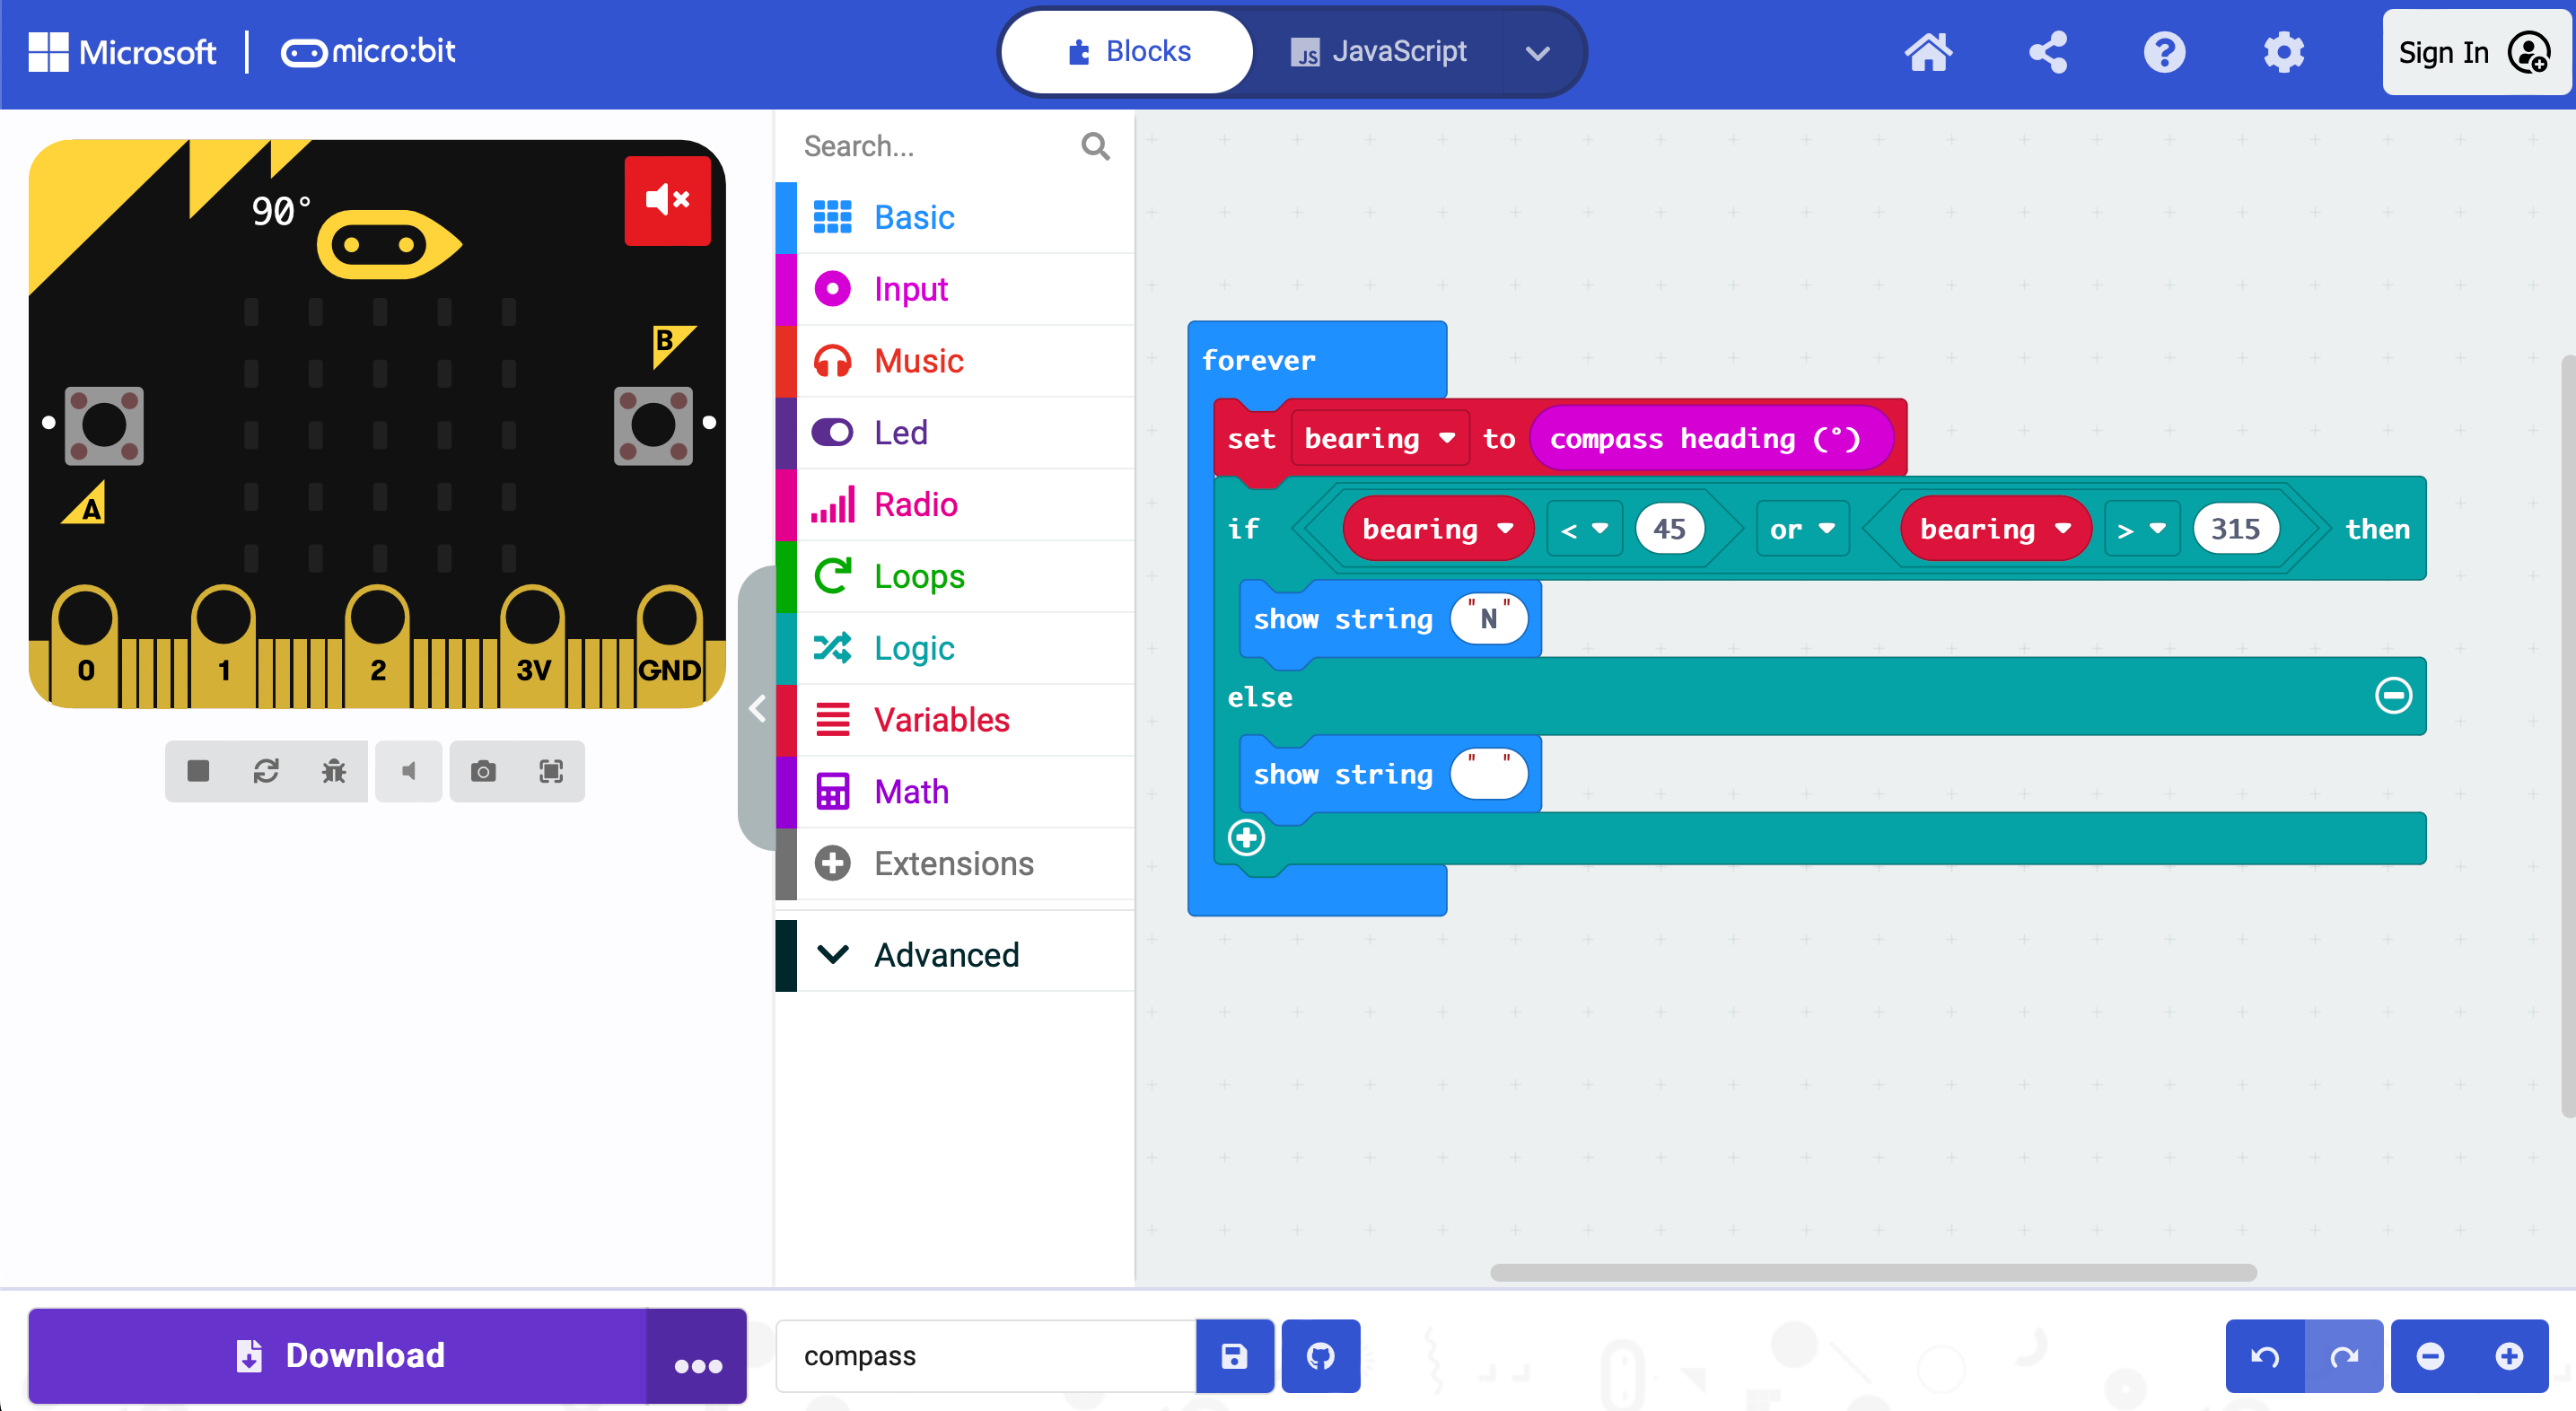 Microsoft | micro:bit
Blocks
JavaScript
Sign In
90°
B
A
0 1 2 3V GND
Search...
Basic
Input
Music
Led
Radio
Loops
Logic
Variables
Math
Extensions
Advanced
forever
set bearing to compass heading (°)
if bearing < 45 or bearing > 315 then
show string "N"
else
show string " "
Download
compass